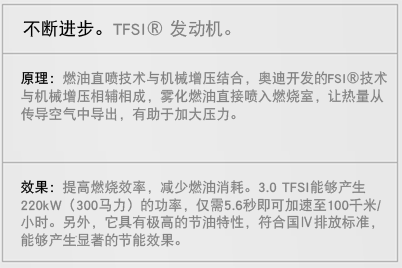 不断进步。TFSI® 发动机。
原理：燃油直喷技术与机械增压结合，奥迪开发的FSI®技术
与机械增压相辅相成，雾化燃油直接喷入燃烧室，让热量从
传导空气中导出，有助于加大压力。
效果：提高燃烧效率，减少燃油消耗。3.0 TFSI能够产生
220kW（300马力）的功率，仅需5.6秒即可加速至100千米/
小时。另外，它具有极高的节油特性，符合国Ⅳ排放标准，
能够产生显著的节能效果。